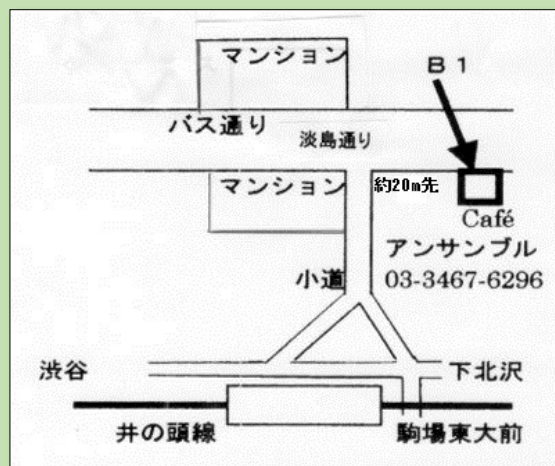 マンション
B1
バス通り
淡島通り
マンション
約20m先
Café
アンサンブル
小道
03-3467-6296
渋谷
下北沢
井の頭線
駒場東大前